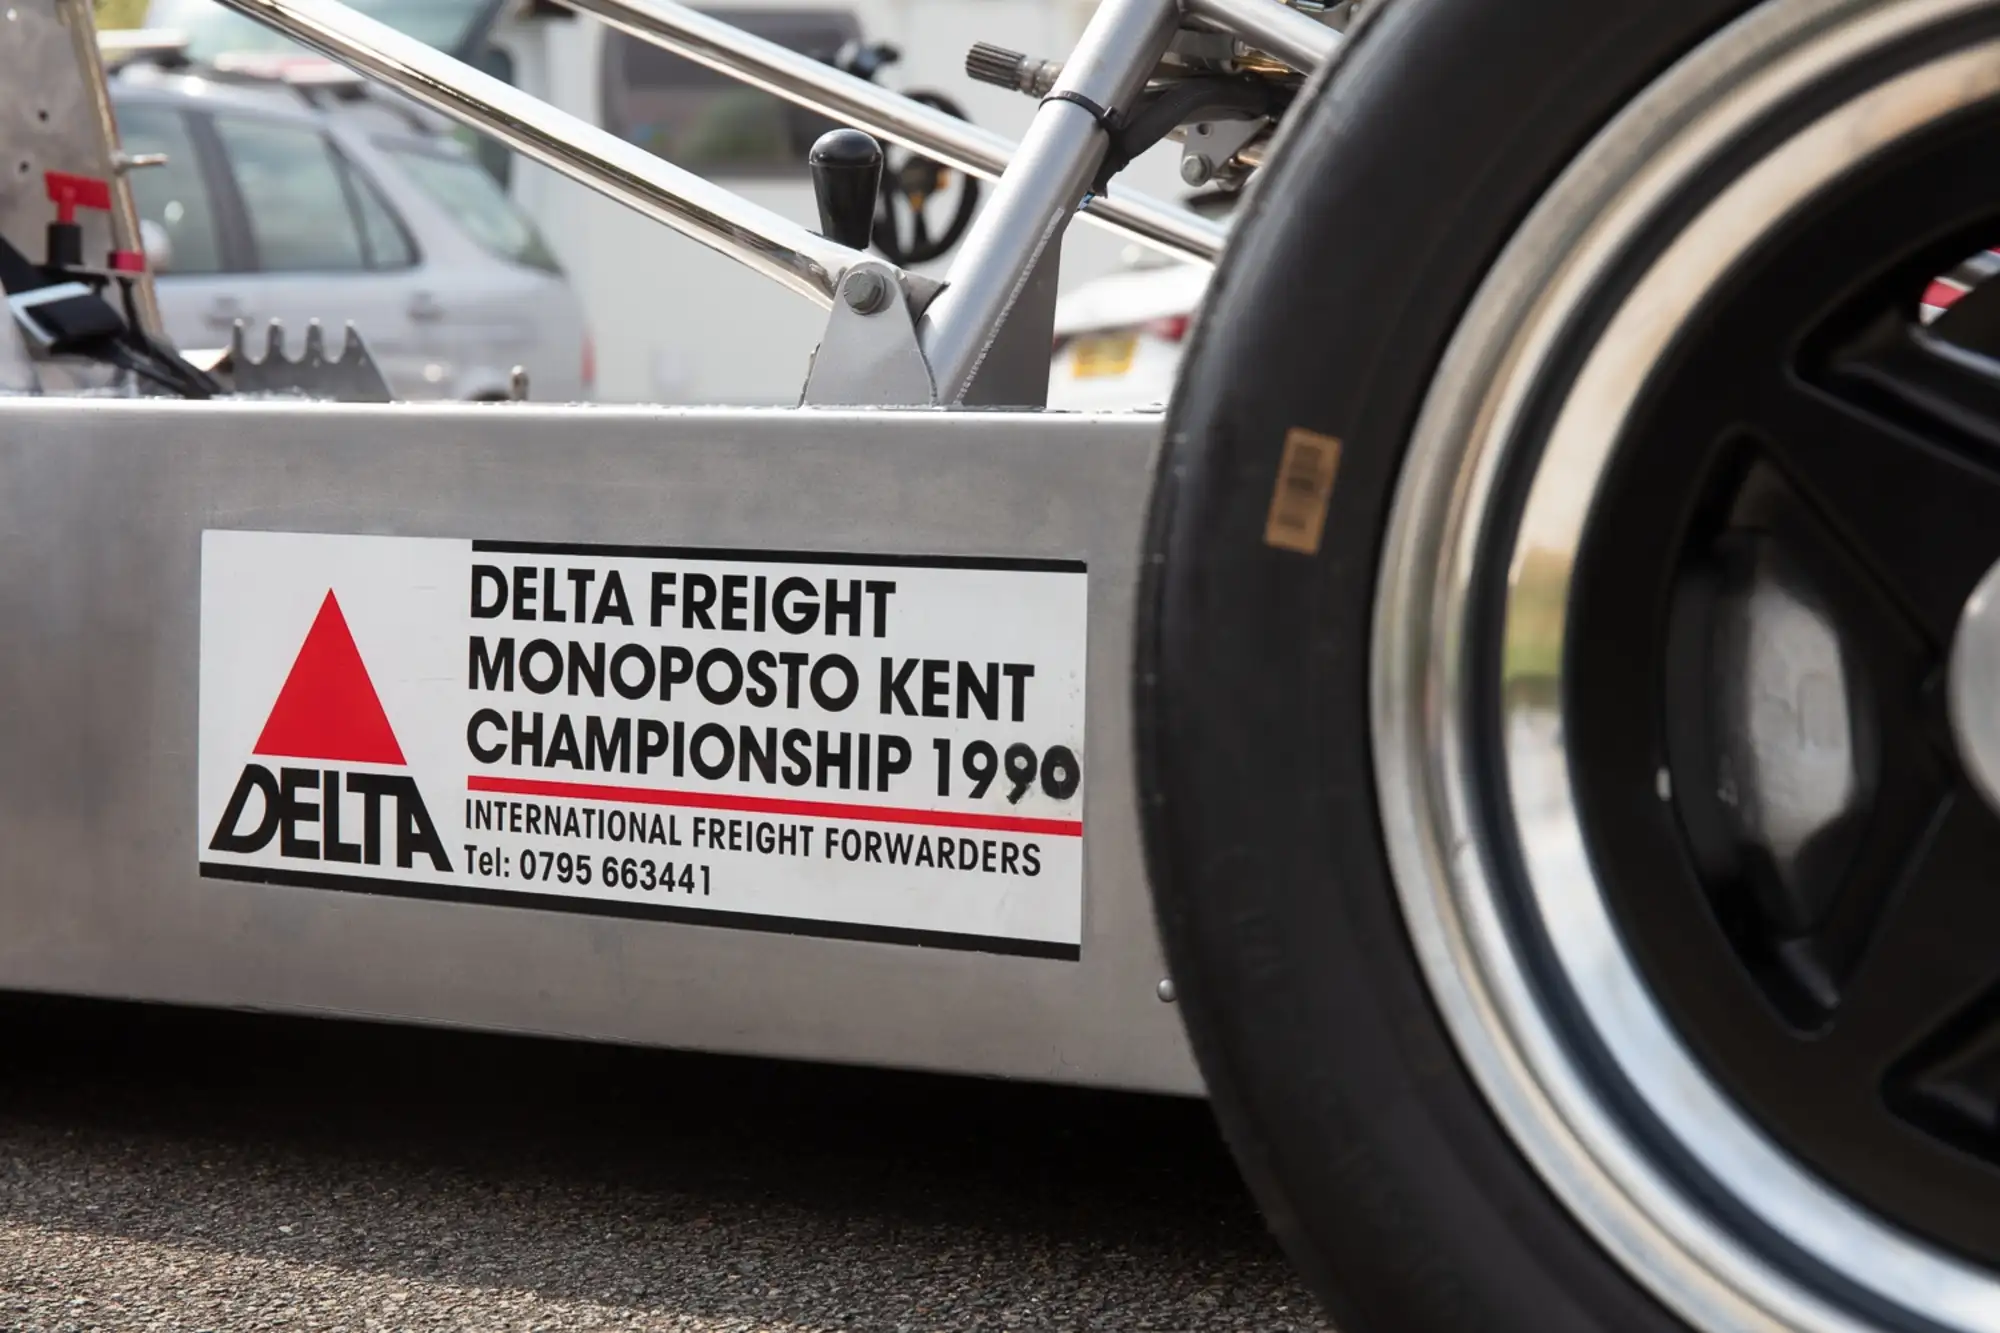 DELTA
DELTA FREIGHT
MONOPOSTO KENT
CHAMPIONSHIP 1990
INTERNATIONAL FREIGHT FORWARDERS
Tel: 0795 663441